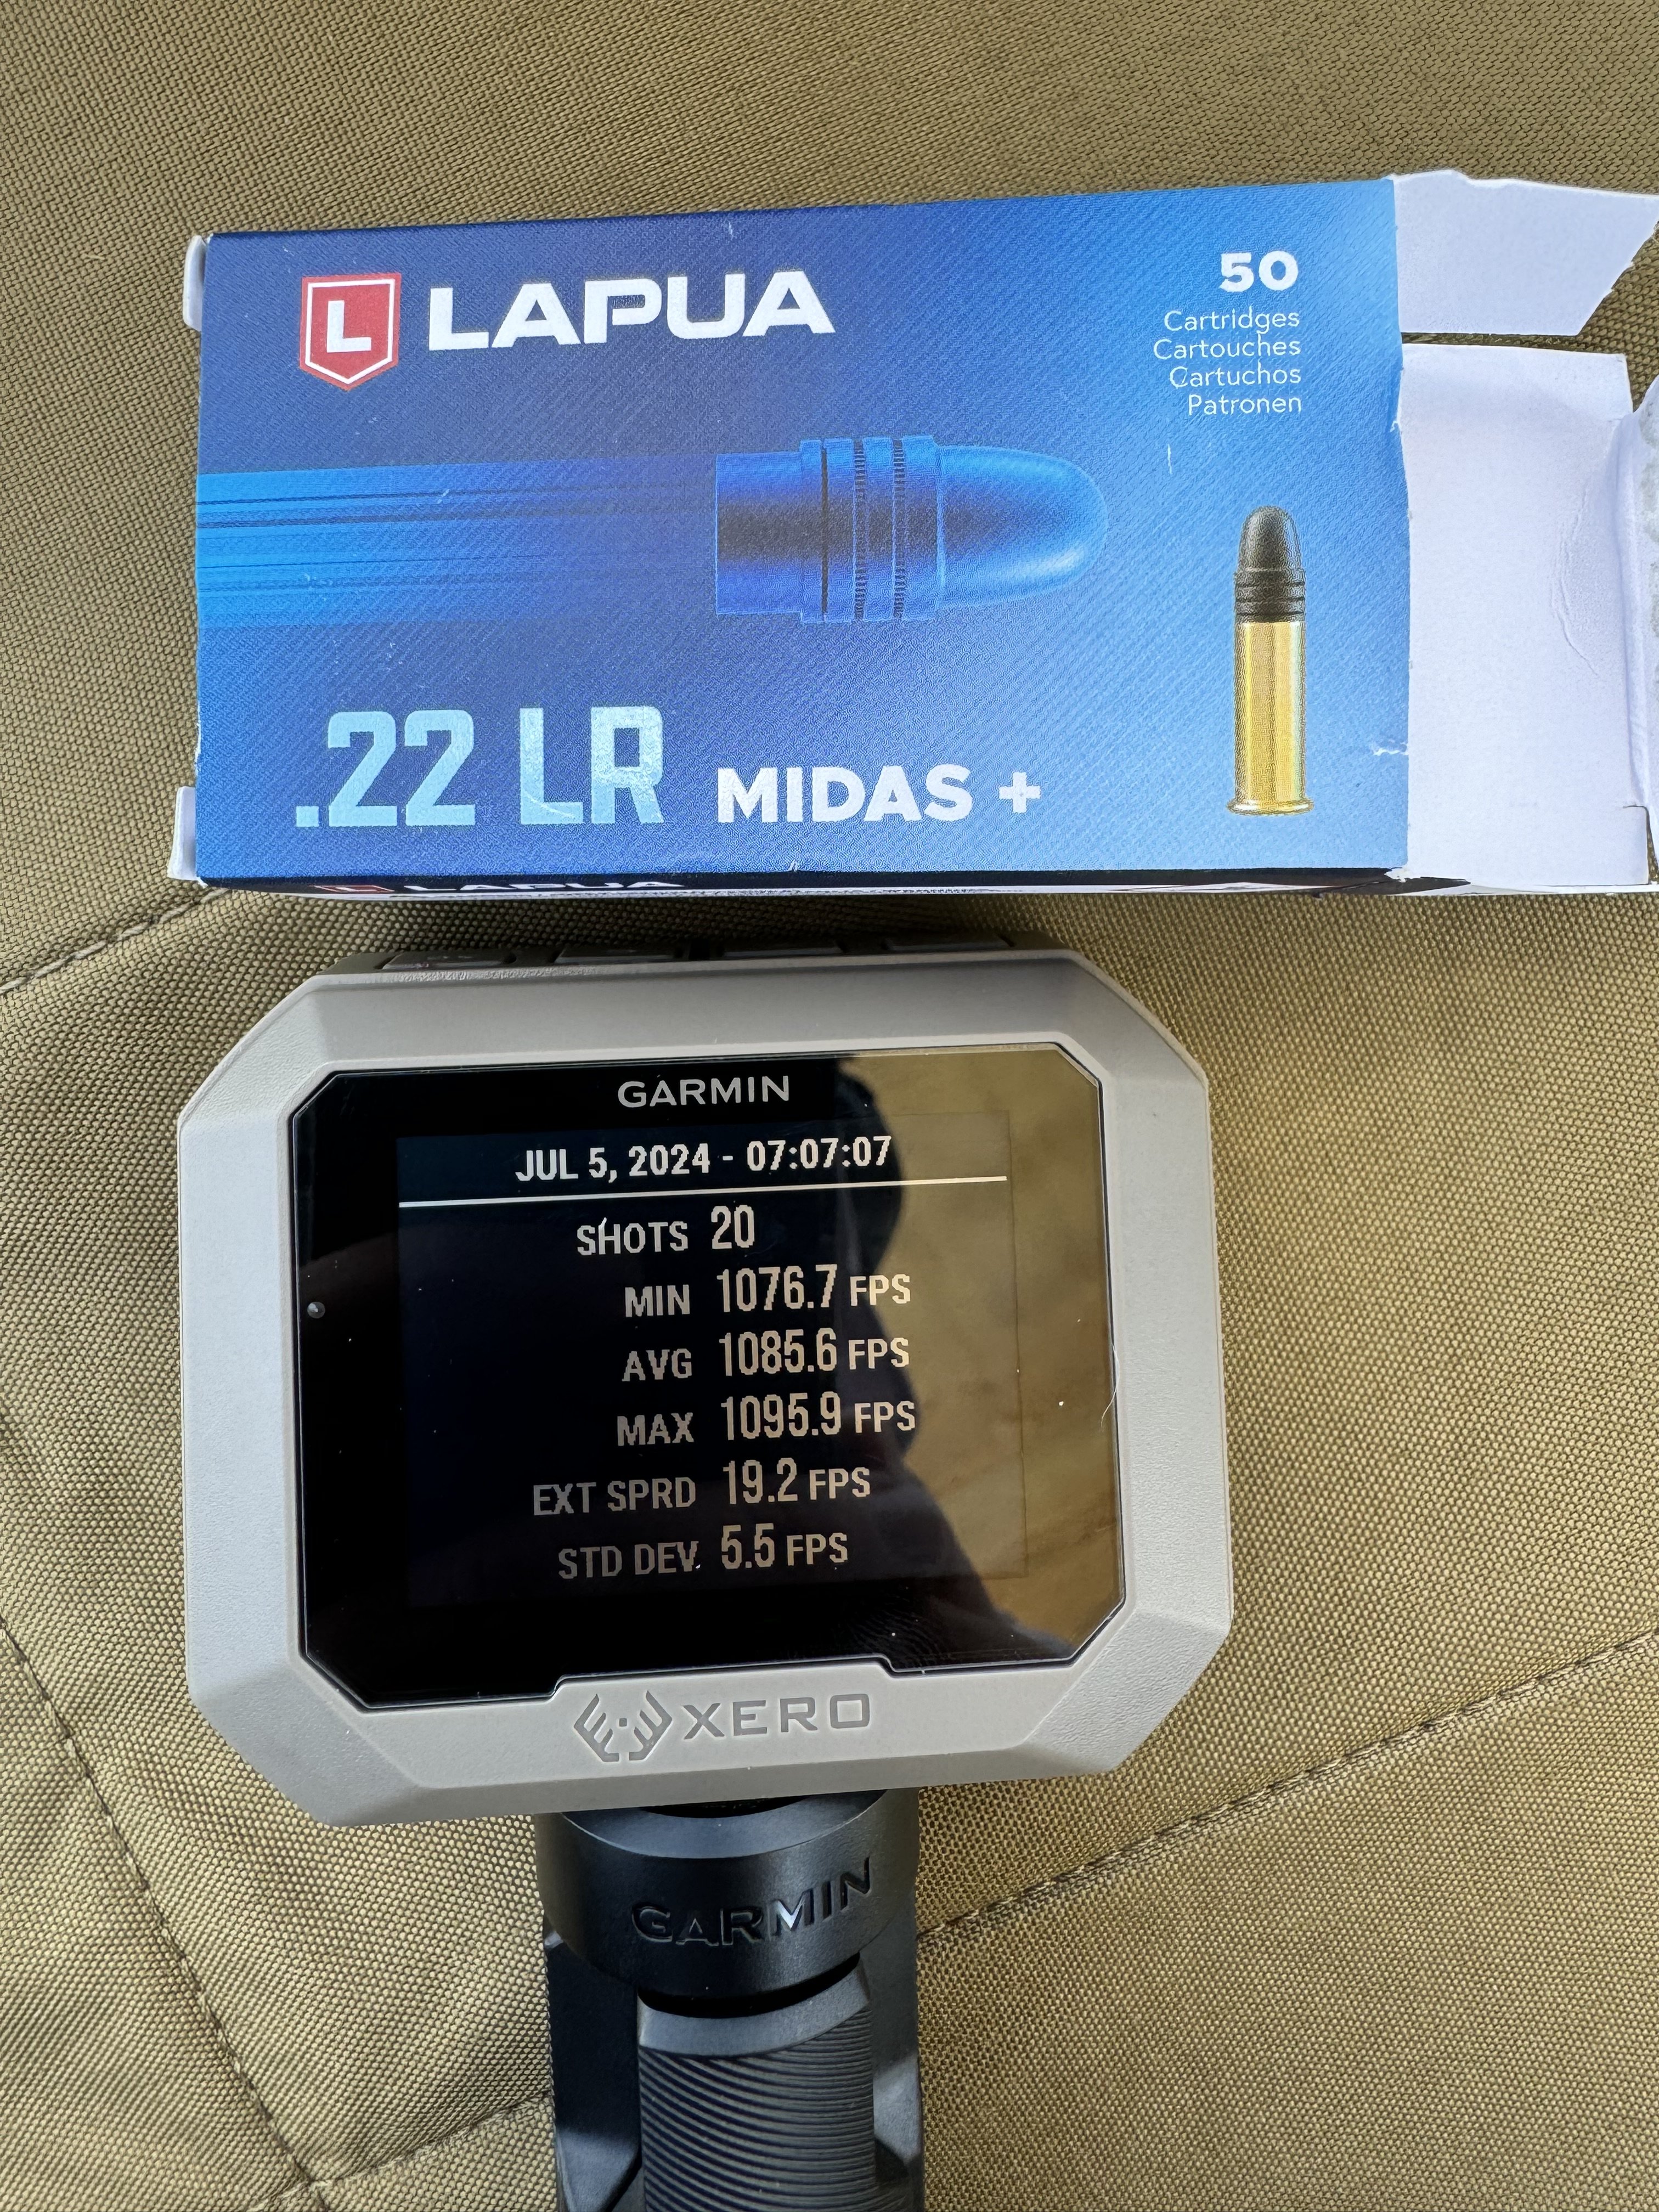 L LAPUA
50
Cartridges
Cartouches
Cartuchos
Patronen
.22 LR MIDAS +
L LAPUA
GARMIN
JUL 5, 2024 - 07:07:07
SHOTS 20
MIN 1076.7 FPS
AVG 1085.6 FPS
MAX 1095.9 FPS
EXT SPRD 19.2 FPS
STD DEV. 5.5 FPS
XERO
GARMIN